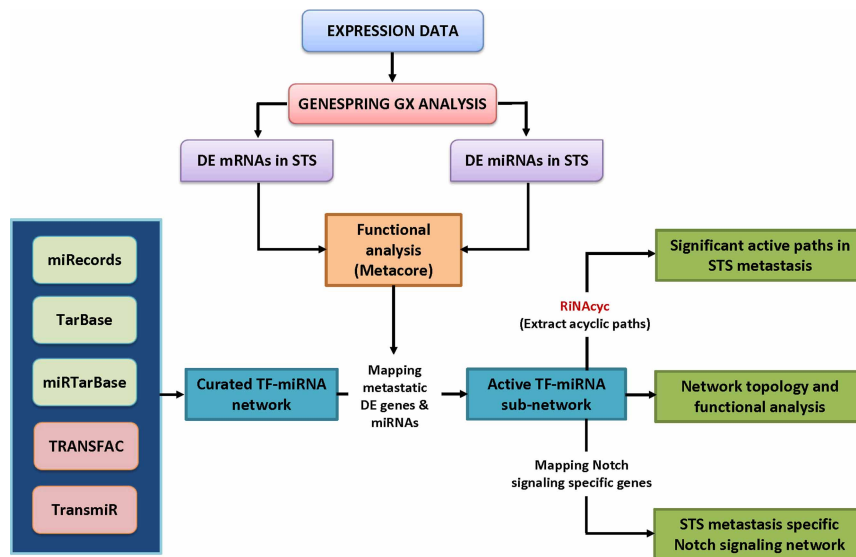 EXPRESSION DATA
GENESPRING GX ANALYSIS
DE mRNAs in STS
DE miRNAs in STS
Functional
analysis
(Metacore)
miRecords
TarBase
miRTarBase
TRANSFAC
TransmiR
Curated TF-miRNA
network
Mapping
metastatic
DE genes &
miRNAs
Active TF-miRNA
sub-network
RiNAcyc
(Extract acyclic paths)
Mapping Notch
signaling specific genes
Significant active paths in
STS metastasis
Network topology and
functional analysis
STS metastasis specific
Notch signaling network